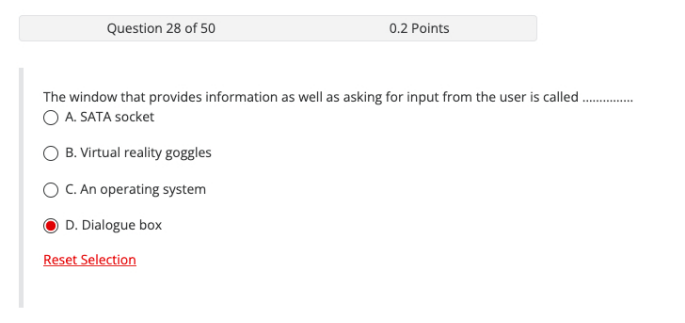 Question 28 of 50 0.2 Points
The window that provides information as well as asking for input from the user is called ...............
A. SATA socket
B. Virtual reality goggles
C. An operating system
D. Dialogue box
Reset Selection